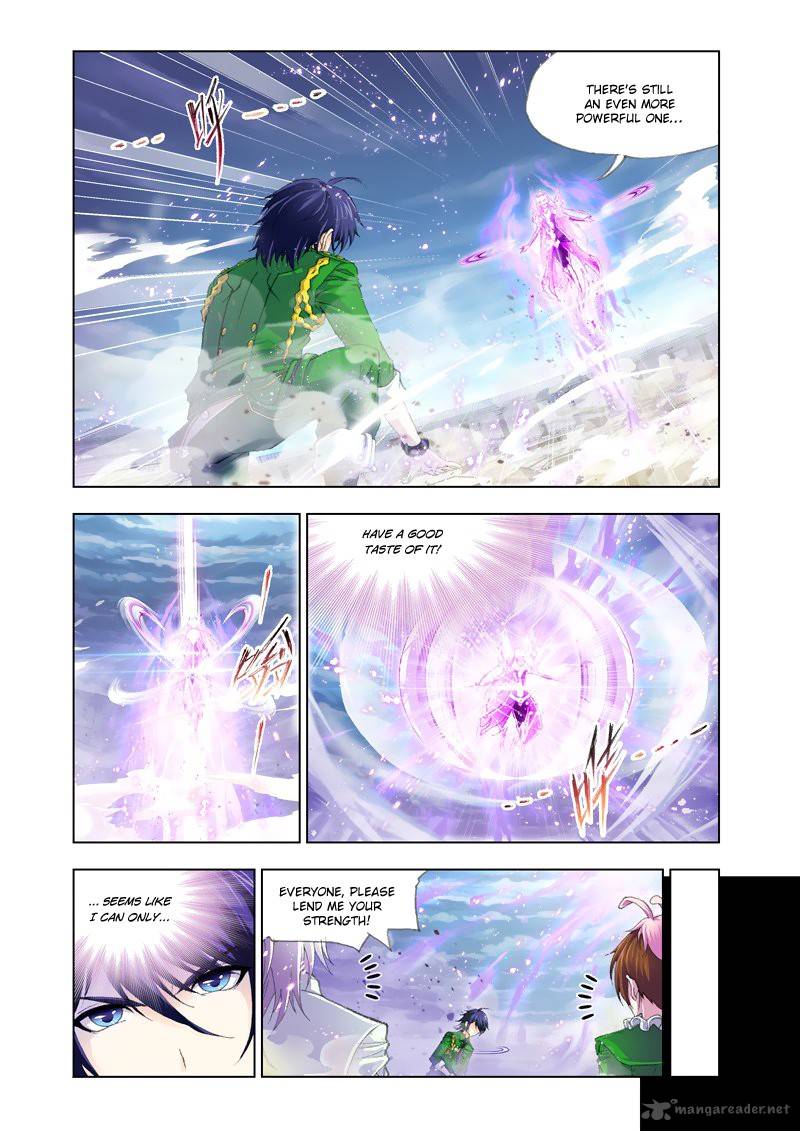 THERE'S STILL
AN EVEN MORE
POWERFUL ONE...
呼
HAVE A GOOD
TASTE OF IT!
... SEEMS LIKE
I CAN ONLY...
EVERYONE, PLEASE
LEND ME YOUR
STRENGTH!
mangareader.net